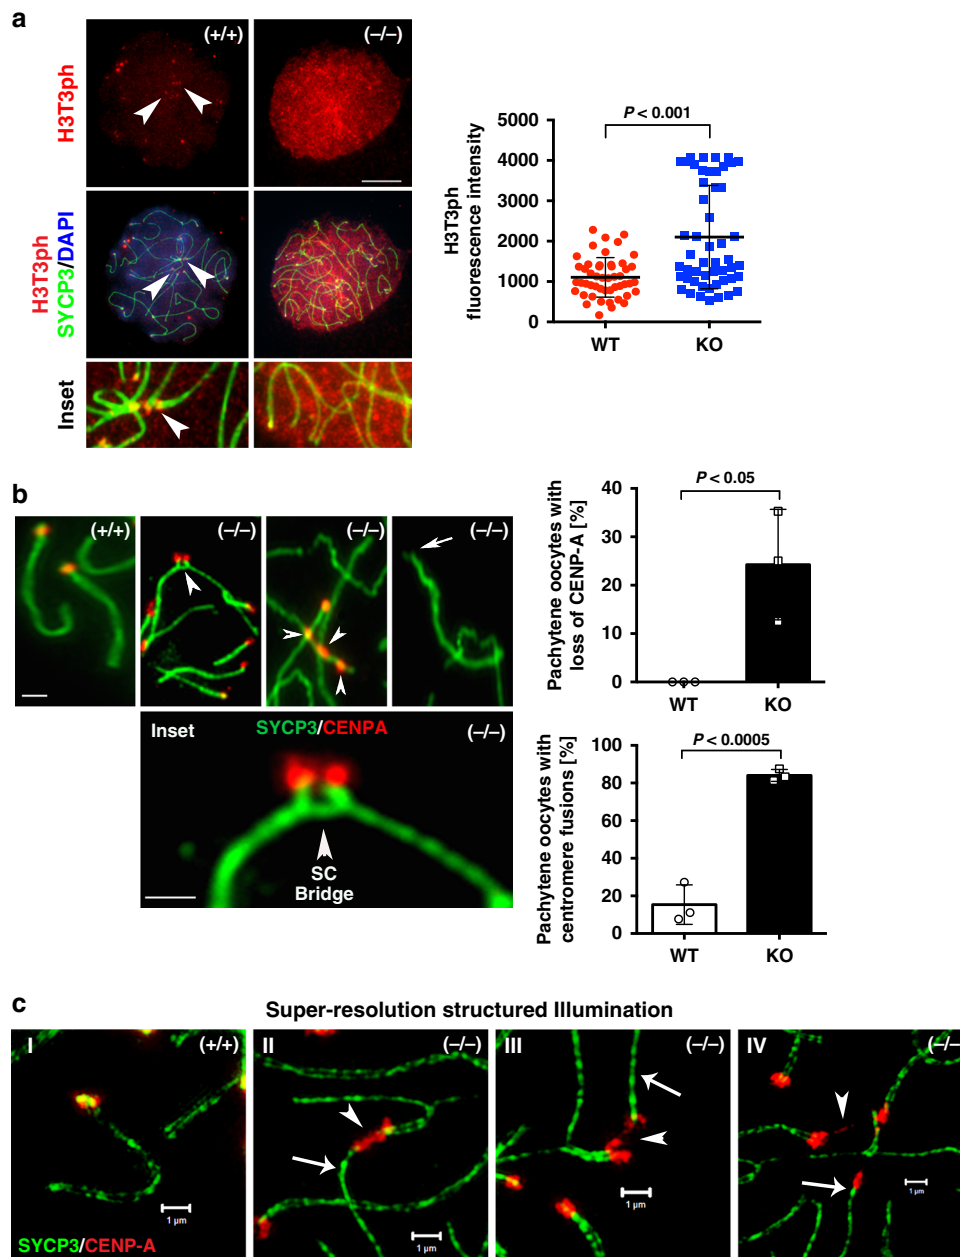 a
(+/+)
(–/–)
H3T3ph
H3T3ph
SYCP3/DAPI
Inset
P < 0.001
H3T3ph
fluorescence intensity
5000
4000
3000
2000
1000
0
WT
KO
b
(+/+)
(–/–)
(–/–)
(–/–)
Inset
SYCP3/CENPA
(–/–)
SC
Bridge
P < 0.05
Pachytene oocytes with
loss of CENP-A [%]
40
30
20
10
0
WT
KO
P < 0.0005
Pachytene oocytes with
centromere fusions [%]
100
80
60
40
20
0
WT
KO
c
Super-resolution structured Illumination
I
(+/+)
1 µm
SYCP3/CENP-A
II
(–/–)
1 µm
III
(–/–)
1 µm
IV
(–/–)
1 µm